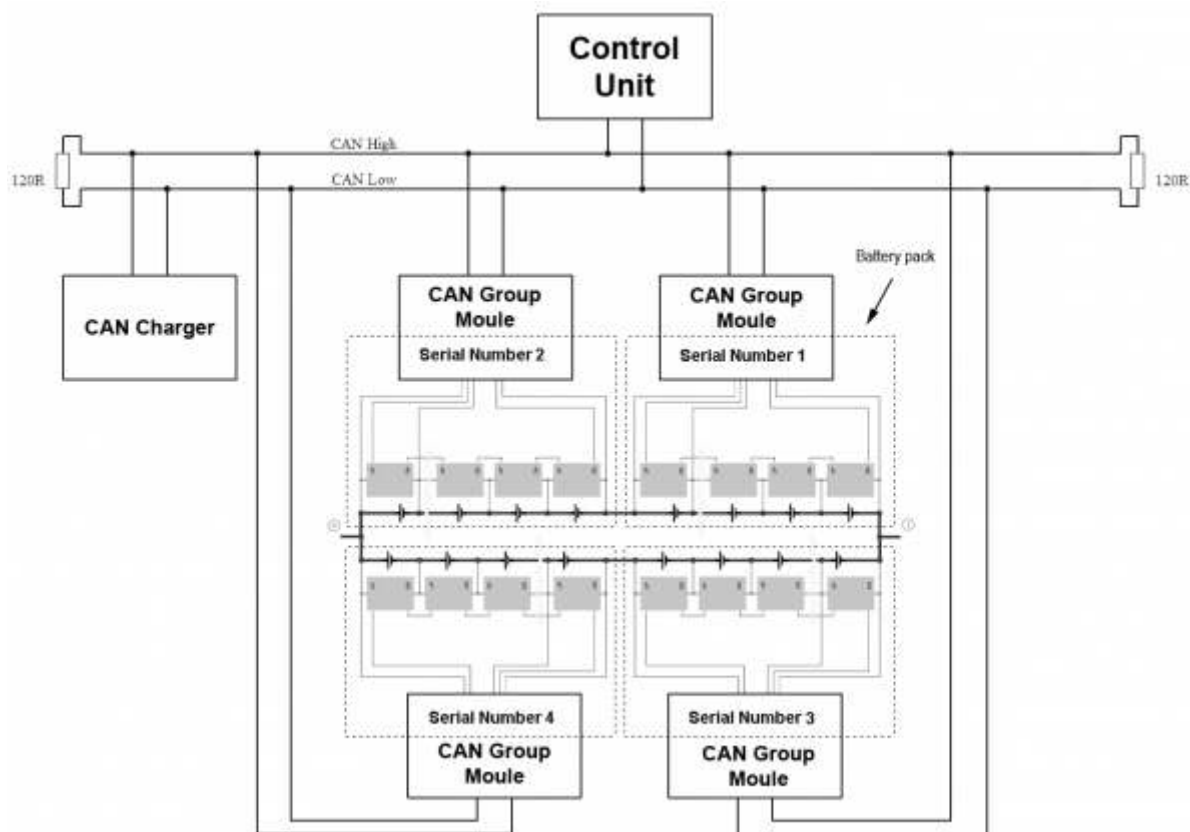 Control
Unit
CAN High
120R
CAN Low
120R
Battery pack
CAN Group
Moule
CAN Group
Moule
CAN Charger
Serial Number 2
Serial Number 1
Serial Number 4
Serial Number 3
CAN Group
Moule
CAN Group
Moule